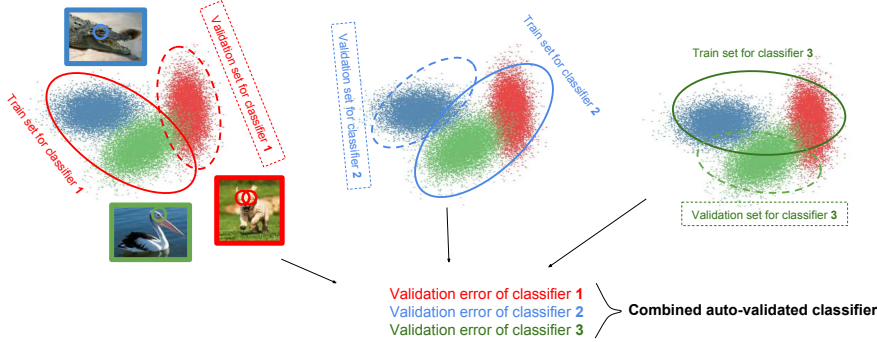 Train set for classifier 1
Validation set for classifier 1
Validation set for classifier 2
Train set for classifier 2
Train set for classifier 3
Validation set for classifier 3
Validation error of classifier 1
Validation error of classifier 2
Validation error of classifier 3
Combined auto-validated classifier